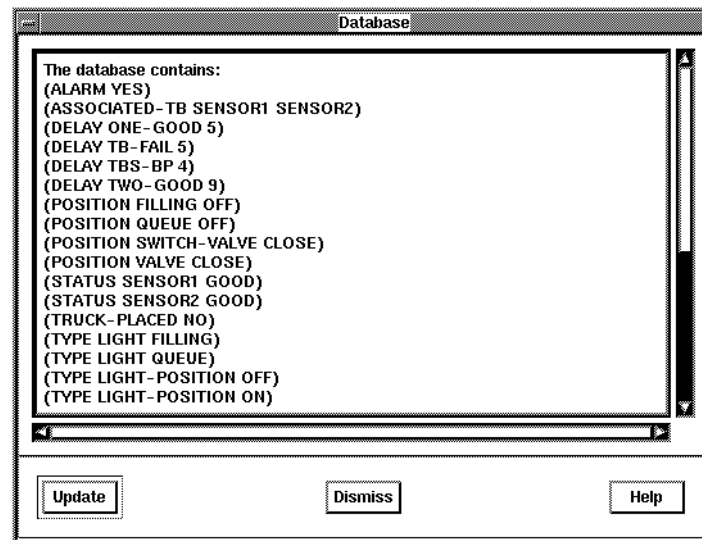 Database
The database contains:
(ALARM YES)
(ASSOCIATED-TB SENSOR1 SENSOR2)
(DELAY ONE-GOOD 5)
(DELAY TB-FAIL 5)
(DELAY TBS-BP 4)
(DELAY TWO-GOOD 9)
(POSITION FILLING OFF)
(POSITION QUEUE OFF)
(POSITION SWITCH-VALVE CLOSE)
(POSITION VALVE CLOSE)
(STATUS SENSOR1 GOOD)
(STATUS SENSOR2 GOOD)
(TRUCK-PLACED NO)
(TYPE LIGHT FILLING)
(TYPE LIGHT QUEUE)
(TYPE LIGHT-POSITION OFF)
(TYPE LIGHT-POSITION ON)
Update Dismiss Help